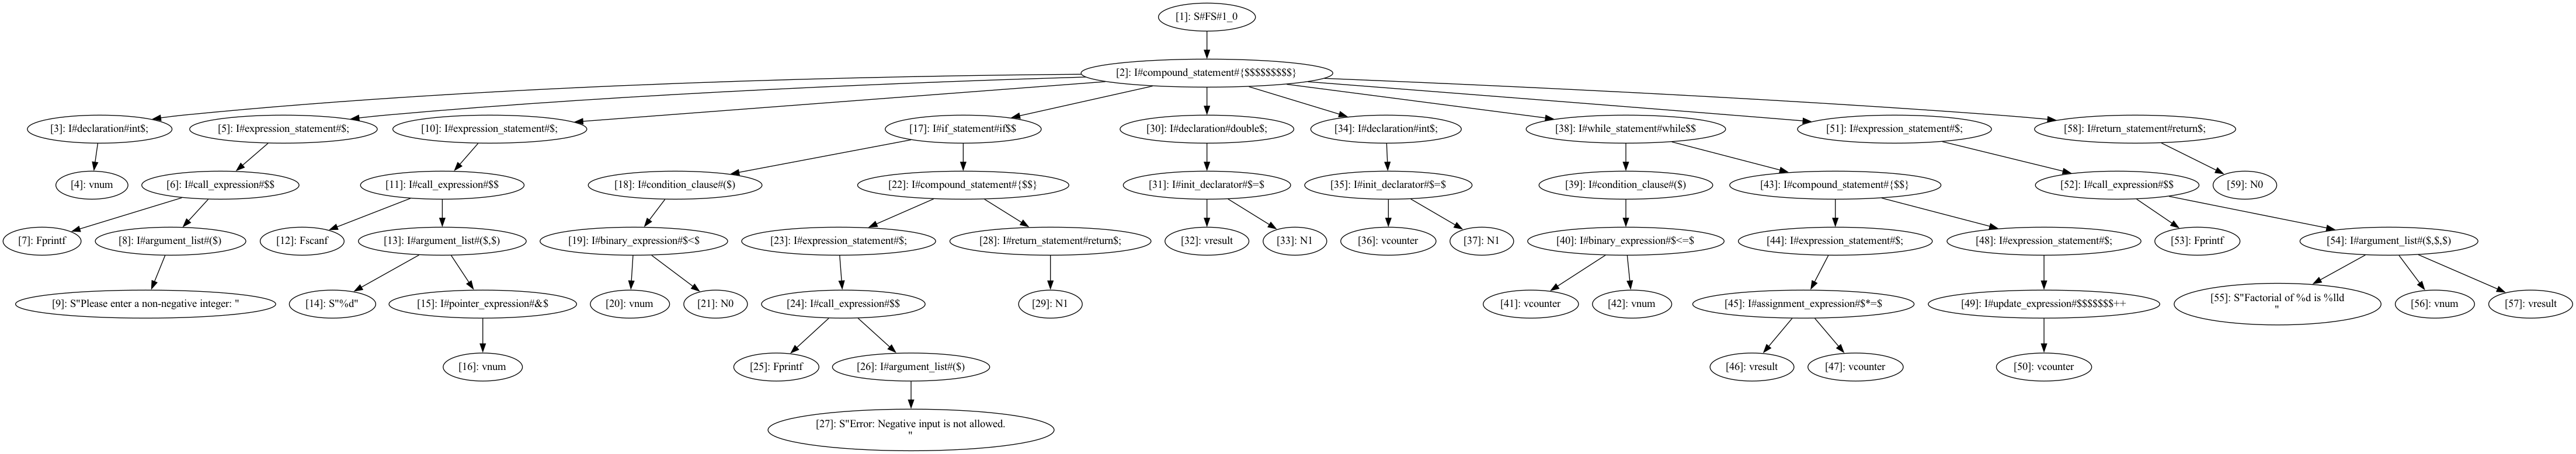 [1]: S#FS#1_0
[2]: I#compound_statement#{$$$$$$$$$}
[3]: I#declaration#int$;
[5]: I#expression_statement#$;
[10]: I#expression_statement#$;
[17]: I#if_statement#if$$
[30]: I#declaration#double$;
[34]: I#declaration#int$;
[38]: I#while_statement#while$$
[51]: I#expression_statement#$;
[58]: I#return_statement#return$;
[4]: vnum
[6]: I#call_expression#$$
[11]: I#call_expression#$$
[18]: I#condition_clause#($)
[22]: I#compound_statement#{$$}
[31]: I#init_declarator#$=$
[35]: I#init_declarator#$=$
[39]: I#condition_clause#($)
[43]: I#compound_statement#{$$}
[52]: I#call_expression#$$
[59]: N0
[7]: Fprintf
[8]: I#argument_list#($)
[12]: Fscanf
[13]: I#argument_list#($,$)
[19]: I#binary_expression#$<$
[23]: I#expression_statement#$;
[28]: I#return_statement#return$;
[32]: vresult
[33]: N1
[36]: vcounter
[37]: N1
[40]: I#binary_expression#$<=$
[44]: I#expression_statement#$;
[48]: I#expression_statement#$;
[53]: Fprintf
[54]: I#argument_list#($,$,$)
[9]: S"Please enter a non-negative integer: "
[14]: S"%d"
[15]: I#pointer_expression#&$
[20]: vnum
[21]: N0
[24]: I#call_expression#$$
[29]: N1
[41]: vcounter
[42]: vnum
[45]: I#assignment_expression#$*=$
[49]: I#update_expression#$$$$$$$++
[55]: S"Factorial of %d is %lld
"
[56]: vnum
[57]: vresult
[16]: vnum
[25]: Fprintf
[26]: I#argument_list#($)
[46]: vresult
[47]: vcounter
[50]: vcounter
[27]: S"Error: Negative input is not allowed.
"